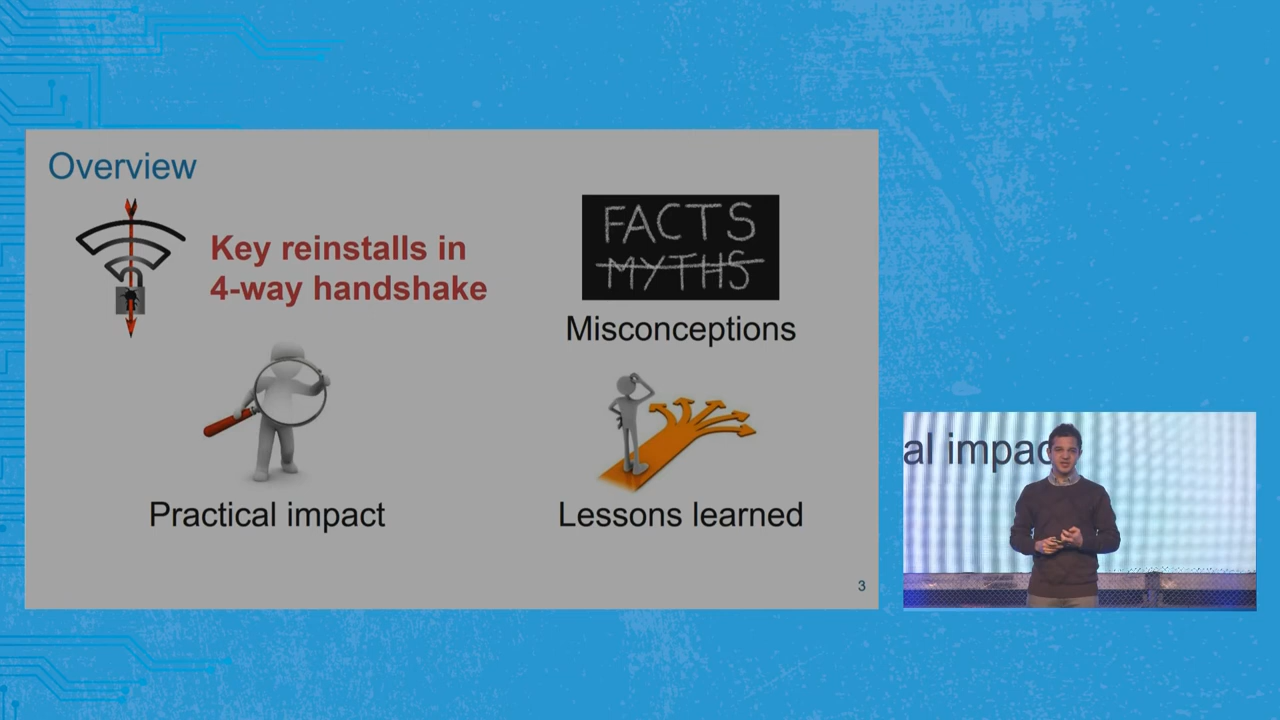 Overview
Key reinstalls in
4-way handshake
FACTS
MYTHS
Misconceptions
Practical impact
Lessons learned
3
al impac